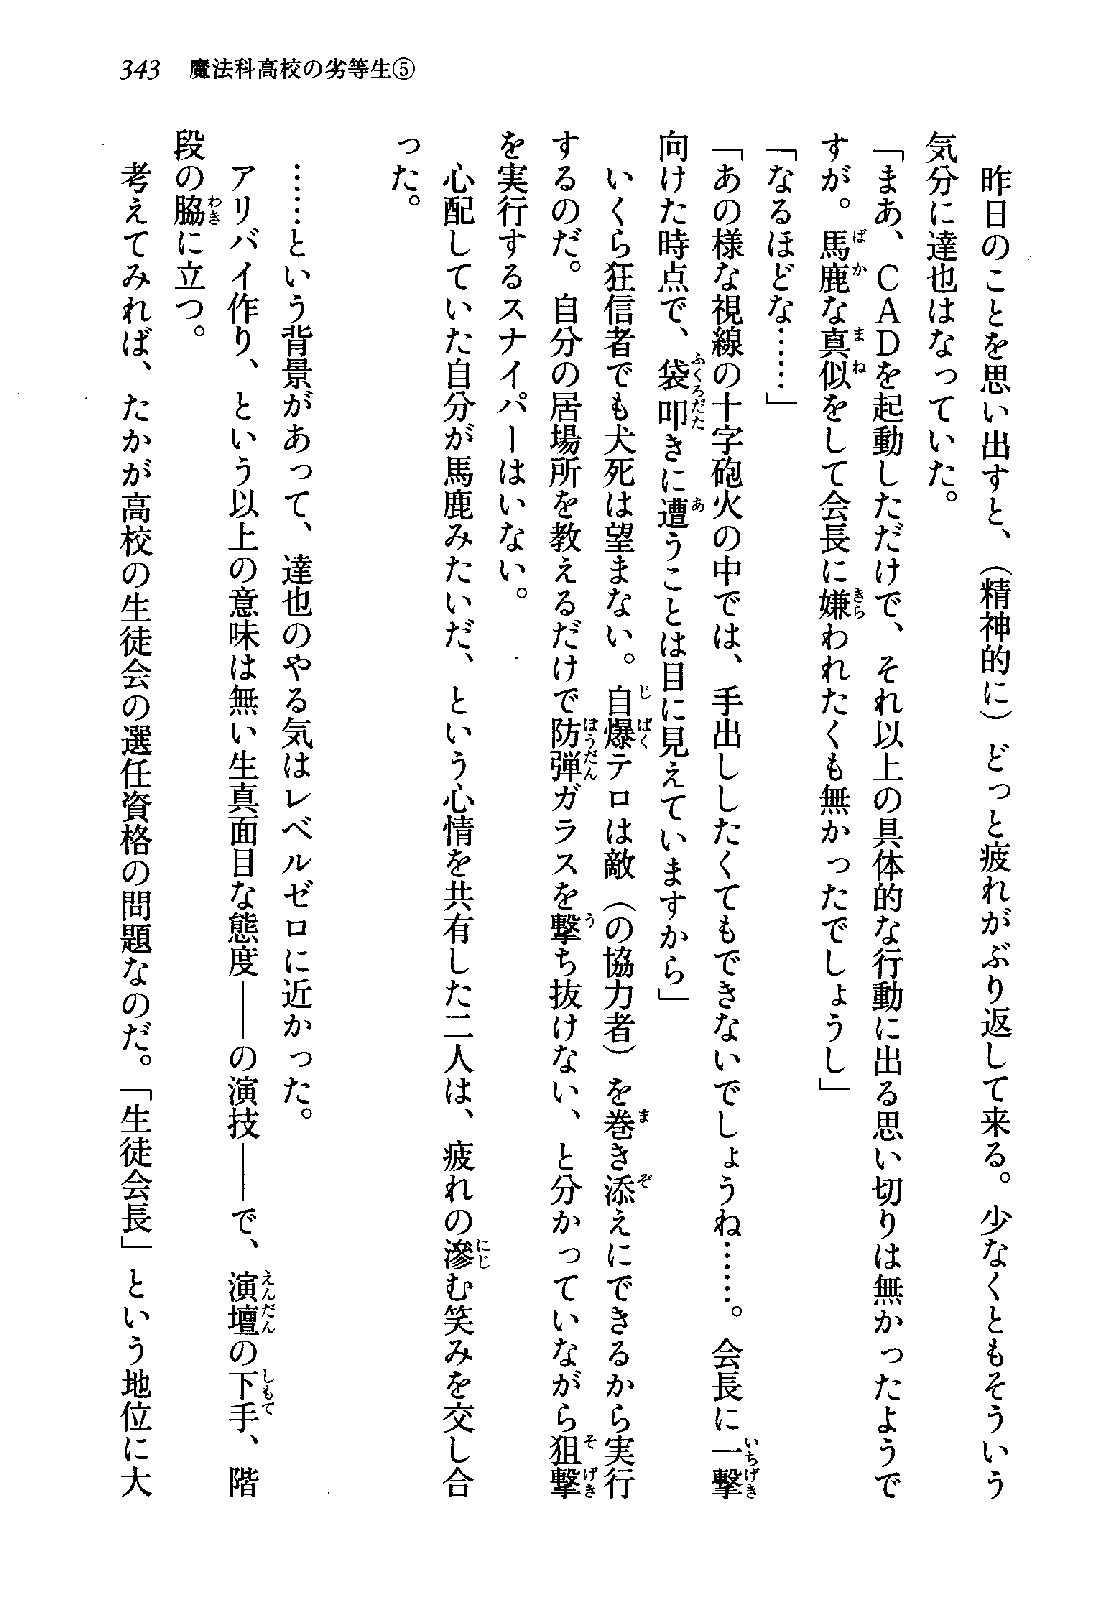 343　魔法科高校の劣等生⑤
　昨日のことを思い出すと、（精神的に）どっと疲れがぶり返して来る。少なくともそういう
気分に達也はなっていた。
「まあ、ＣＡＤを起動しただけで、それ以上の具体的な行動に出る思い切りは無かったようで
すが。馬鹿な真似をして会長に嫌われたくも無かったでしょうし」
「なるほどな……」
「あの様な視線の十字砲火の中では、手出ししたくてもできないでしょうね……。会長に一撃
向けた時点で、袋叩きに遭うことは目に見えていますから」
　いくら狂信者でも犬死は望まない。自爆テロは敵（の協力者）を巻き添えにできるから実行
するのだ。自分の居場所を教えるだけで防弾ガラスを撃ち抜けない、と分かっていながら狙撃
を実行するスナイパーはいない。
　心配していた自分が馬鹿みたいだ、という心情を共有した二人は、疲れの滲む笑みを交し合
った。
　……という背景があって、達也のやる気はレベルゼロに近かった。
　アリバイ作り、という以上の意味は無い生真面目な態度――の演技――で、演壇の下手、階
段の脇に立つ。
　考えてみれば、たかが高校の生徒会の選任資格の問題なのだ。「生徒会長」という地位に大